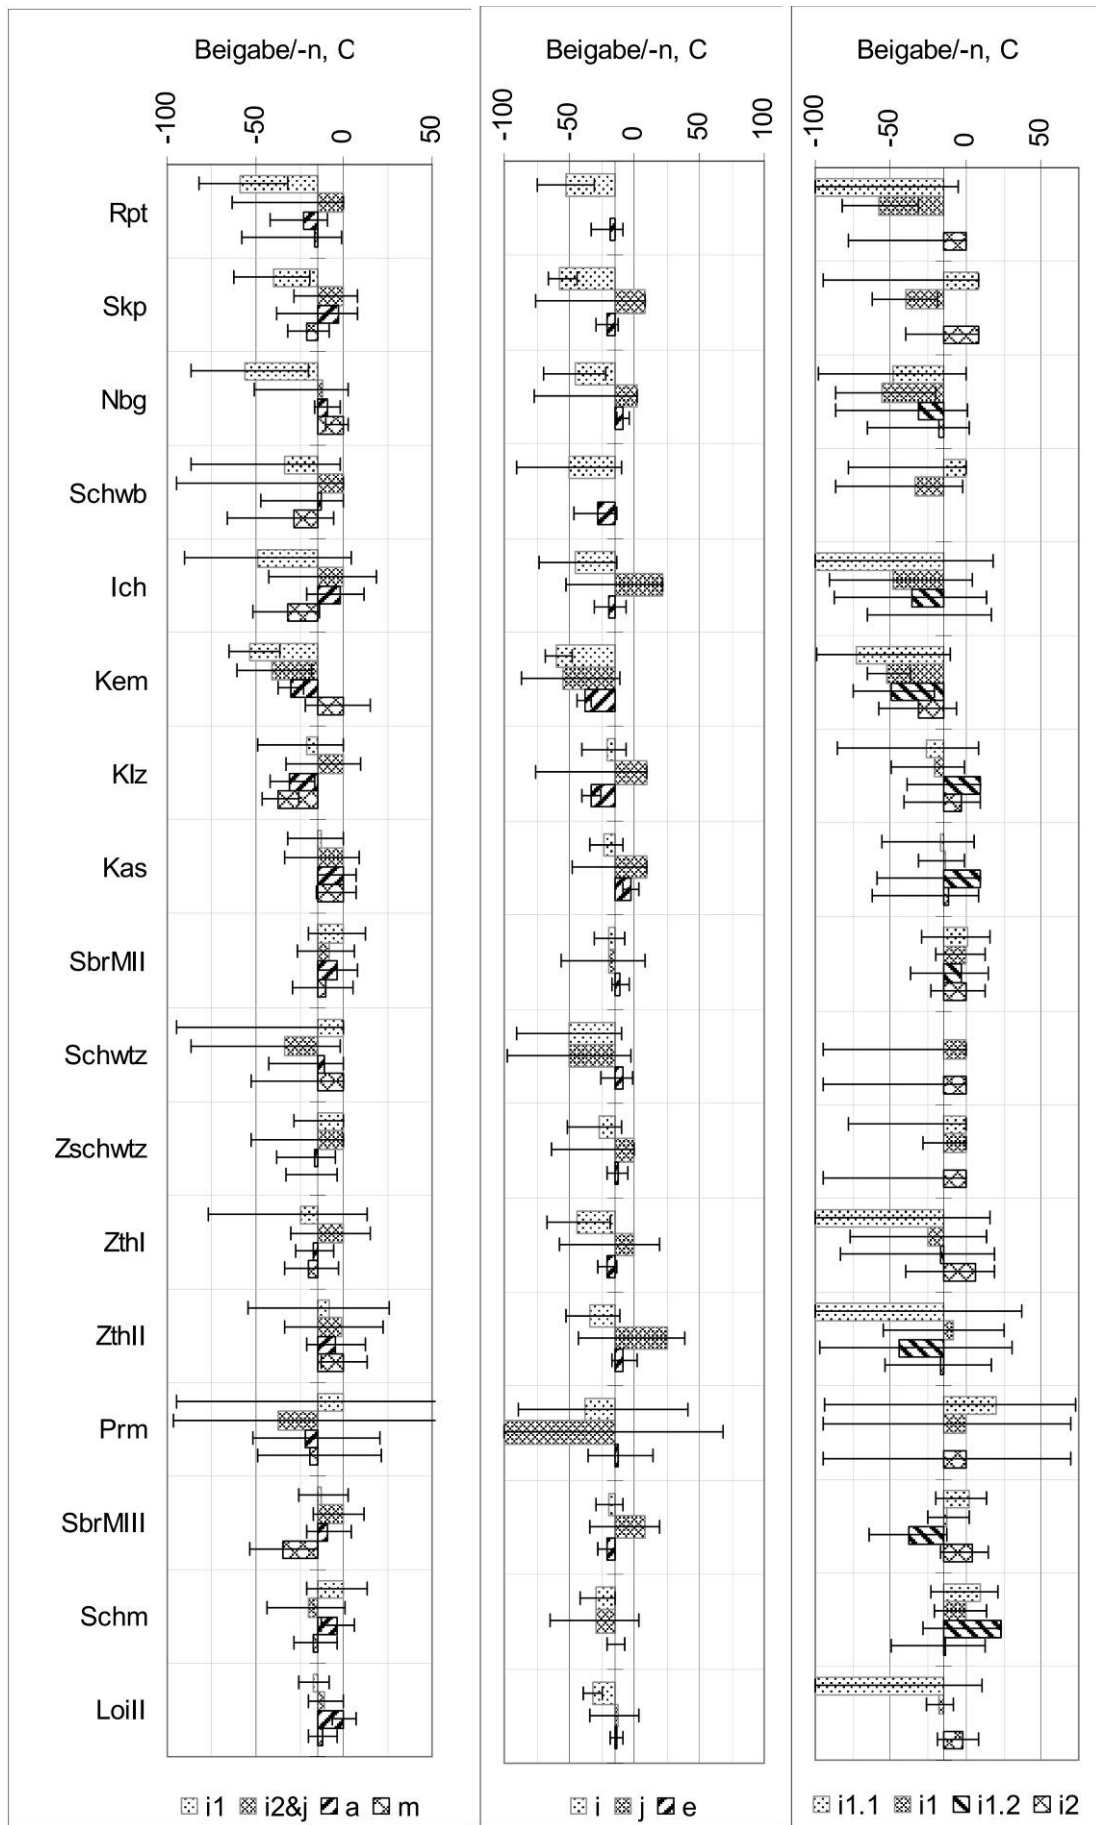 Beigabe/-n, C
Beigabe/-n, C
Beigabe/-n, C
-100 -50 0 50
-100 -50 0 50 100
-100 -50 0 50
Rpt
Skp
Nbg
Schwb
Ich
Kem
Klz
Kas
SbrMII
Schwtz
Zschwtz
ZthI
ZthII
Prm
SbrMIII
Schm
LoiII
i1 i2&j a m
i j e
i1.1 i1 i1.2 i2